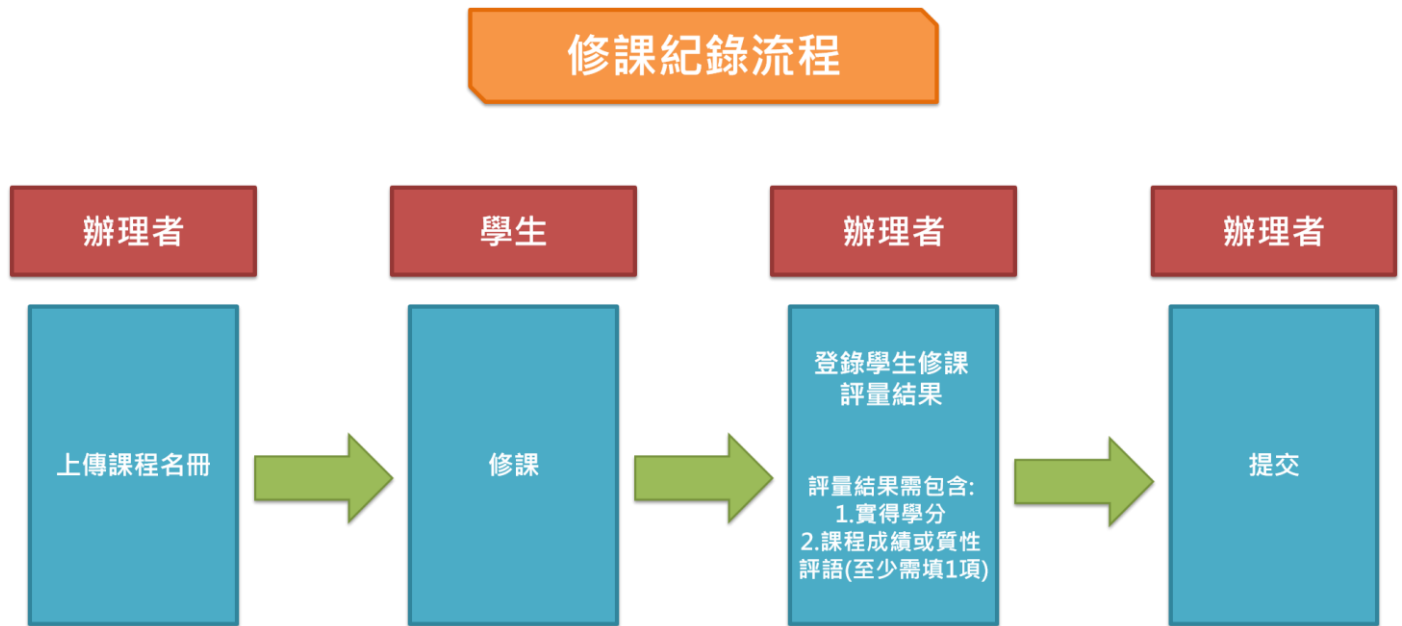 修課紀錄流程
辦理者
學生
辦理者
辦理者
上傳課程名冊
修課
登錄學生修課
評量結果
評量結果需包含:
1.實得學分
2.課程成績或質性
評語(至少需填1項)
提交